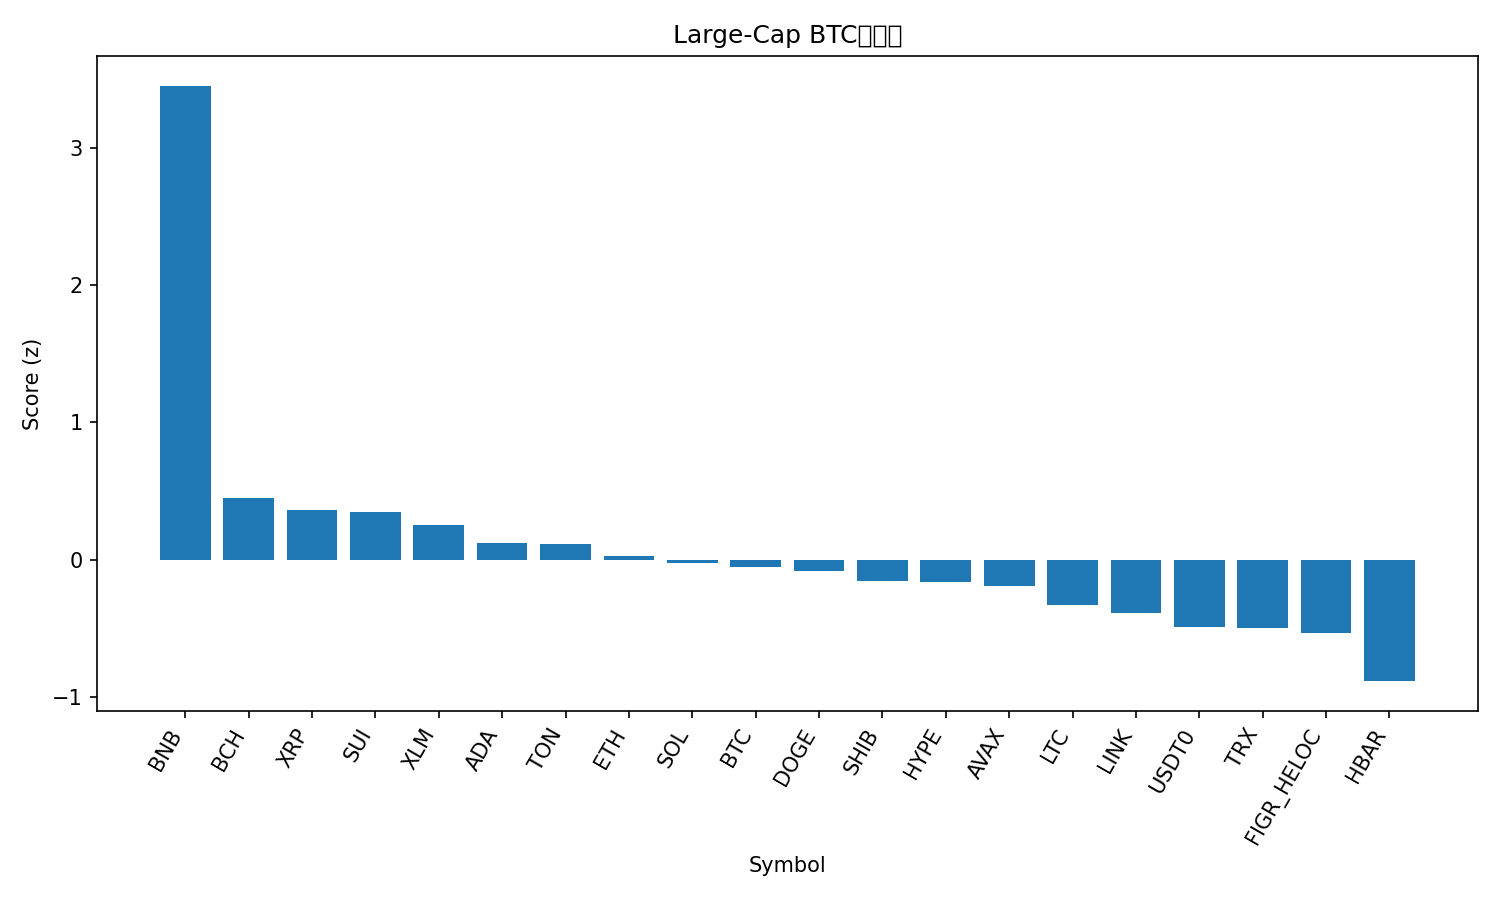 Large-Cap BTC
Score (z)
3
2
1
0
−1
BNB
BCH
XRP
SUI
XLM
ADA
TON
ETH
SOL
BTC
DOGE
SHIB
HYPE
AVAX
LTC
LINK
USDT0
TRX
FIGR_HELOC
HBAR
Symbol